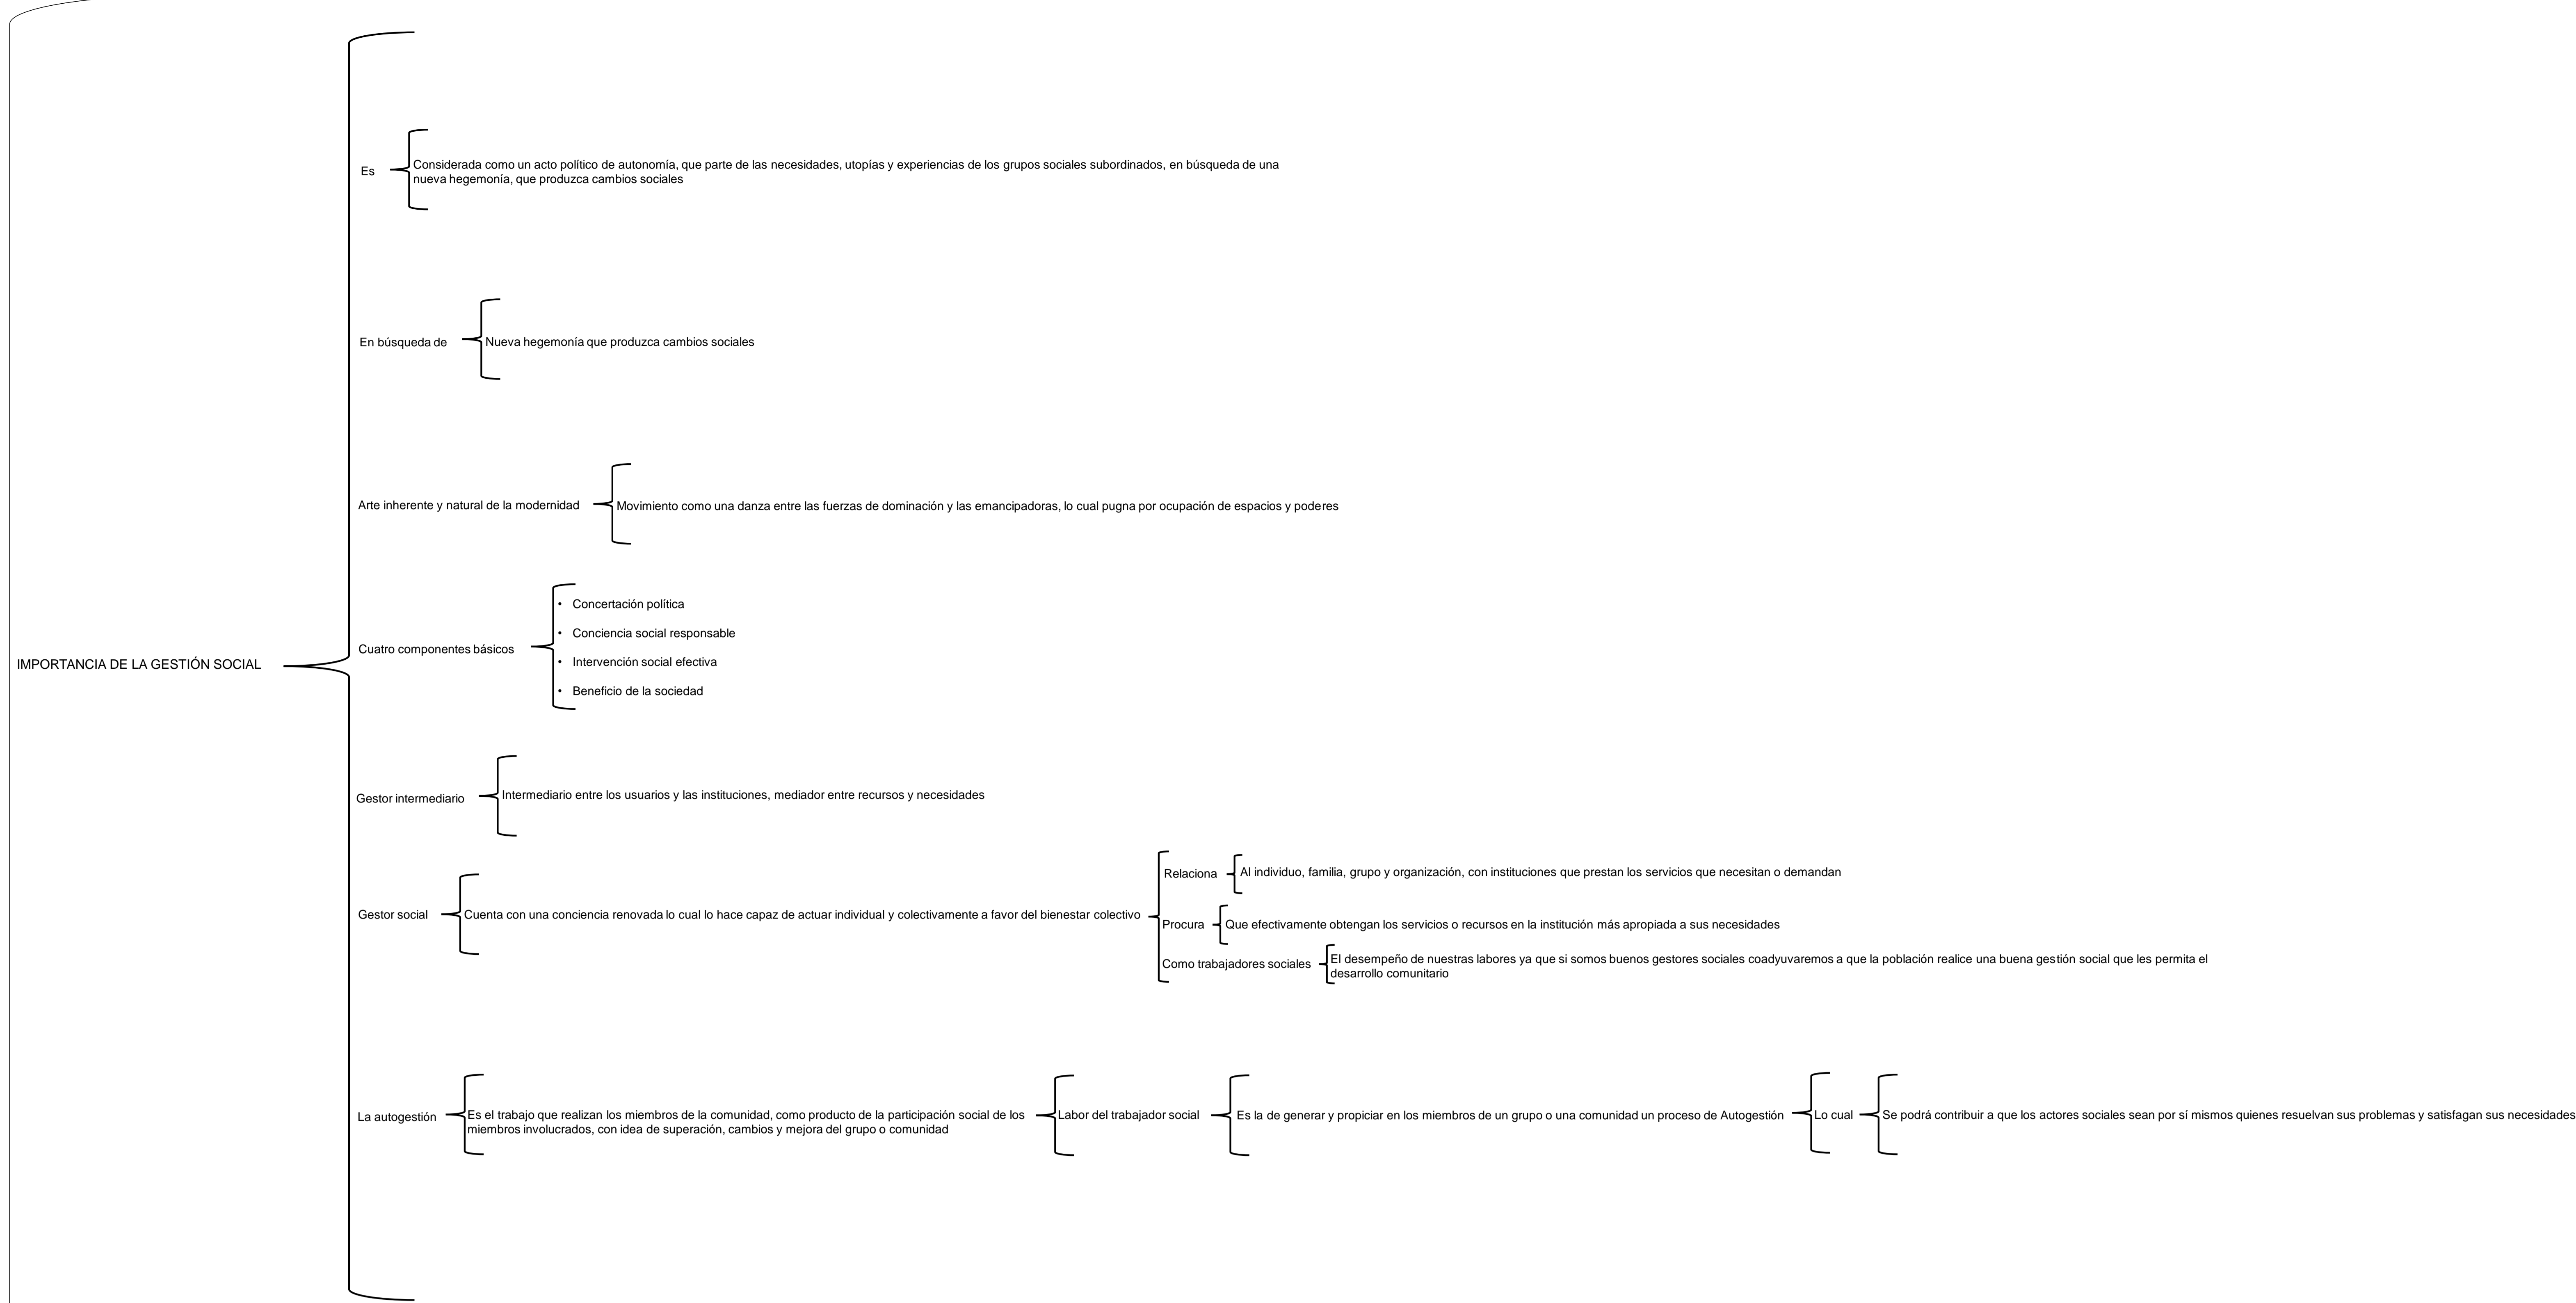 Es
Considerada como un acto político de autonomía, que parte de las necesidades, utopías y experiencias de los grupos sociales subordinados, en búsqueda de una
nueva hegemonía, que produzca cambios sociales
En búsqueda de
Nueva hegemonía que produzca cambios sociales
Arte inherente y natural de la modernidad
Movimiento como una danza entre las fuerzas de dominación y las emancipadoras, lo cual pugna por ocupación de espacios y poderes
IMPORTANCIA DE LA GESTIÓN SOCIAL
Cuatro componentes básicos
• Concertación política
• Conciencia social responsable
• Intervención social efectiva
• Beneficio de la sociedad
Gestor intermediario
Intermediario entre los usuarios y las instituciones, mediador entre recursos y necesidades
Gestor social
Cuenta con una conciencia renovada lo cual lo hace capaz de actuar individual y colectivamente a favor del bienestar colectivo
Relaciona
Al individuo, familia, grupo y organización, con instituciones que prestan los servicios que necesitan o demandan
Procura
Que efectivamente obtengan los servicios o recursos en la institución más apropiada a sus necesidades
Como trabajadores sociales
El desempeño de nuestras labores ya que si somos buenos gestores sociales coadyuvaremos a que la población realice una buena gestión social que les permita el
desarrollo comunitario
La autogestión
Es el trabajo que realizan los miembros de la comunidad, como producto de la participación social de los
miembros involucrados, con idea de superación, cambios y mejora del grupo o comunidad
Labor del trabajador social
Es la de generar y propiciar en los miembros de un grupo o una comunidad un proceso de Autogestión
Lo cual
Se podrá contribuir a que los actores sociales sean por sí mismos quienes resuelvan sus problemas y satisfagan sus necesidades